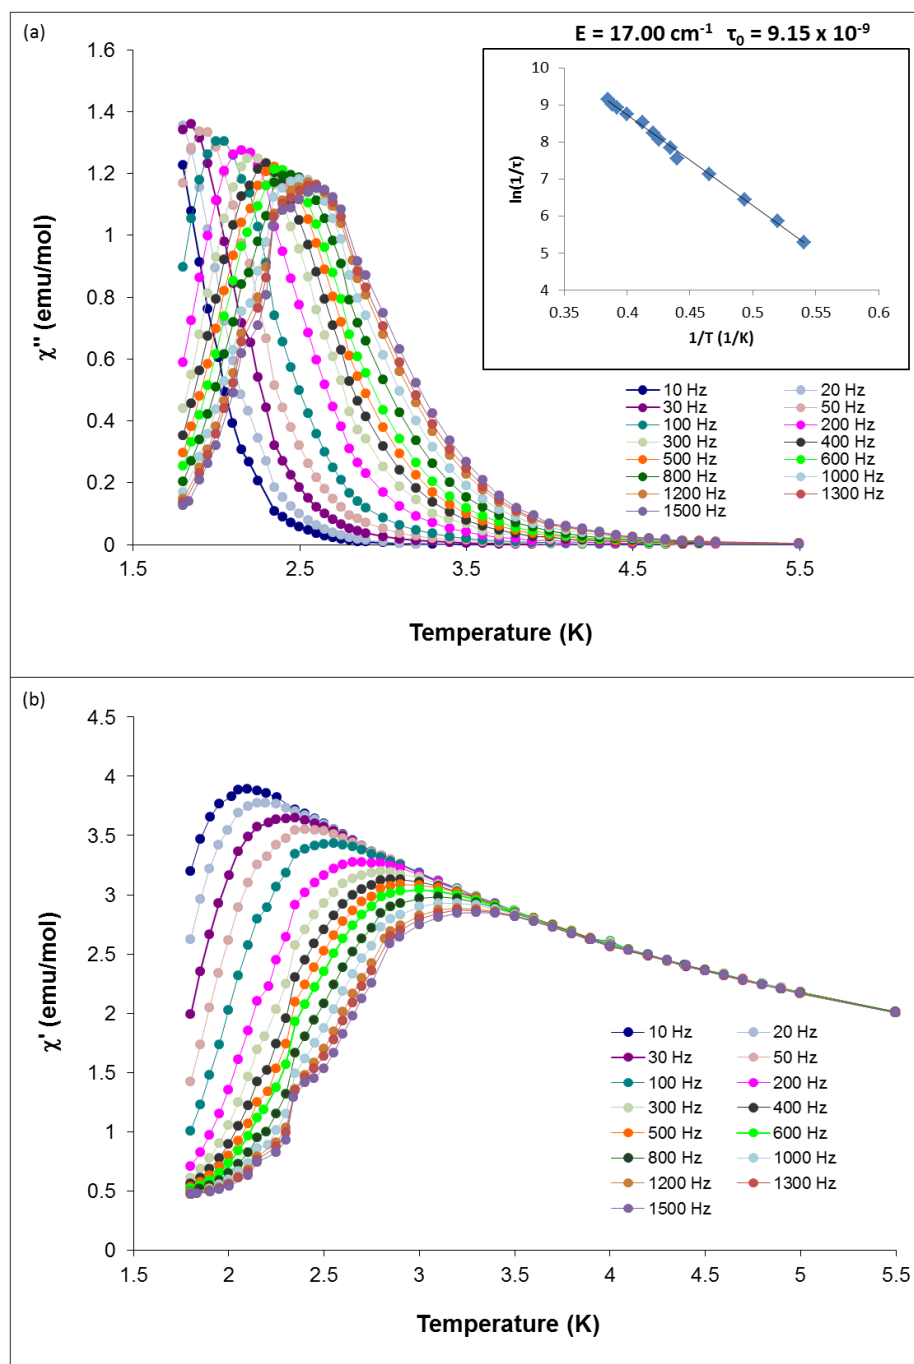 (a)
E = 17.00 cm-1 τ0 = 9.15 x 10-9
1.6
1.4
1.2
1
0.8
0.6
0.4
0.2
0
χ'' (emu/mol)
10
9
8
7
6
5
4
ln(1/τ)
0.35 0.4 0.45 0.5 0.55 0.6
1/T (1/K)
10 Hz 20 Hz
30 Hz 50 Hz
100 Hz 200 Hz
300 Hz 400 Hz
500 Hz 600 Hz
800 Hz 1000 Hz
1200 Hz 1300 Hz
1500 Hz
1.5 2.5 3.5 4.5 5.5
Temperature (K)
(b)
4.5
4
3.5
3
2.5
2
1.5
1
0.5
0
χ' (emu/mol)
10 Hz 20 Hz
30 Hz 50 Hz
100 Hz 200 Hz
300 Hz 400 Hz
500 Hz 600 Hz
800 Hz 1000 Hz
1200 Hz 1300 Hz
1500 Hz
1.5 2 2.5 3 3.5 4 4.5 5 5.5
Temperature (K)